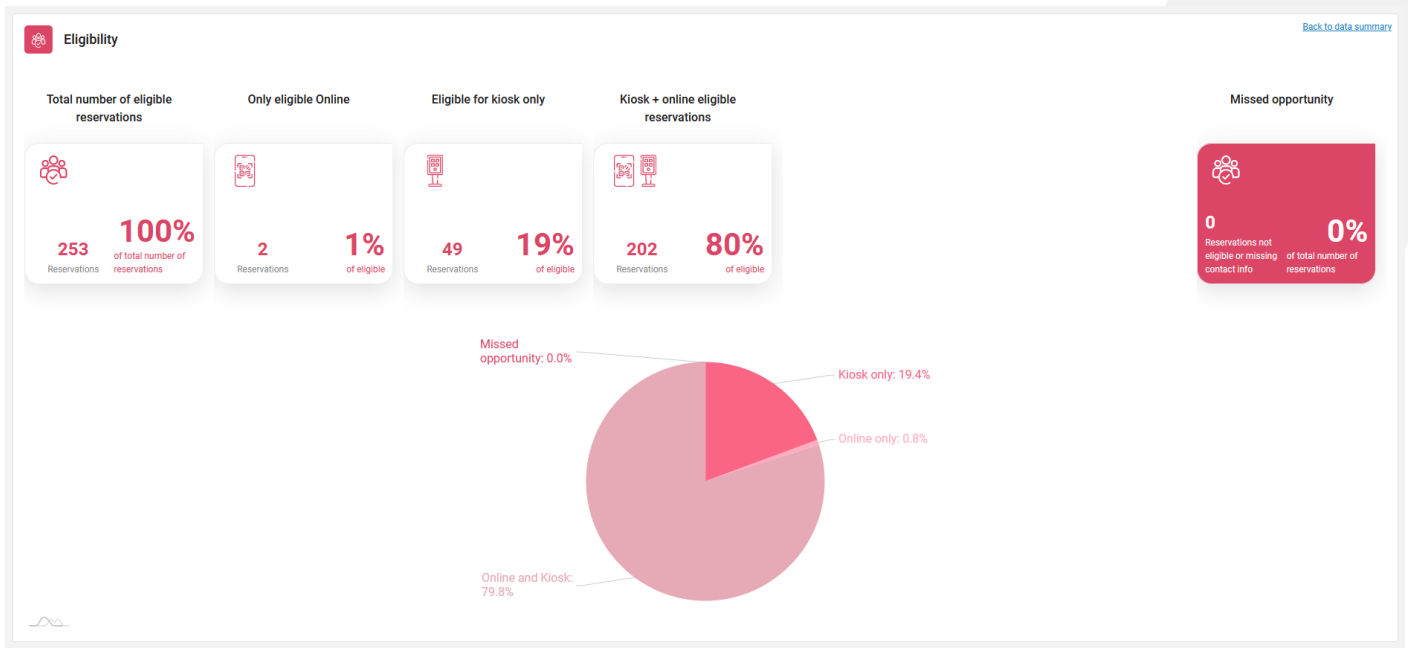 Eligibility
Back to data summary
Total number of eligible
reservations
Only eligible Online
Eligible for kiosk only
Kiosk + online eligible
reservations
Missed opportunity
253
Reservations
100%
of total number of
reservations
2
Reservations
1%
of eligible
49
Reservations
19%
of eligible
202
Reservations
80%
of eligible
0
Reservations not
eligible or missing
contact info
0%
of total number of
reservations
Missed
opportunity: 0.0%
Kiosk only: 19.4%
Online only: 0.8%
Online and Kiosk:
79.8%